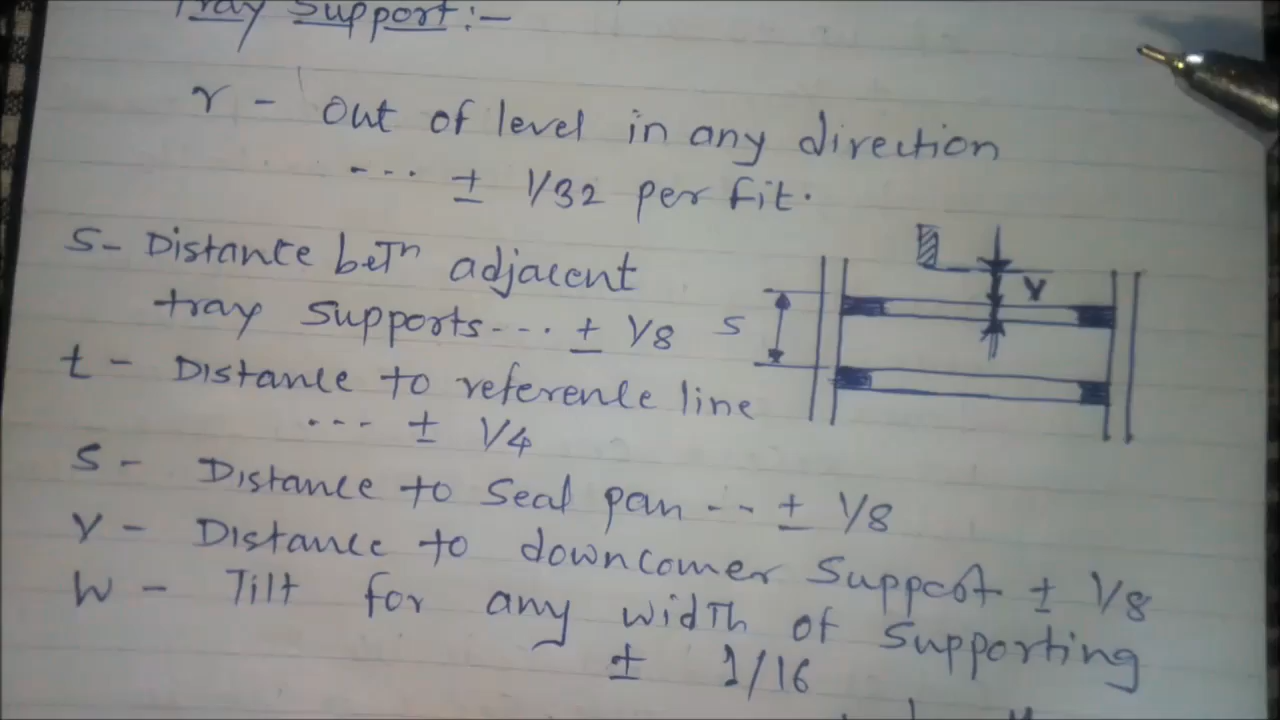 Tray Support:-
r - Out of level in any direction
--- ± 1/32 per fit.
S- Distance betn adjacent
tray supports--- ± 1/8
S
Y
t - Distance to reference line
--- ± 1/4
S - Distance to Seal pan -- ± 1/8
Y - Distance to downcomer Support ± 1/8
W - Tilt for any width of Supporting
± 1/16